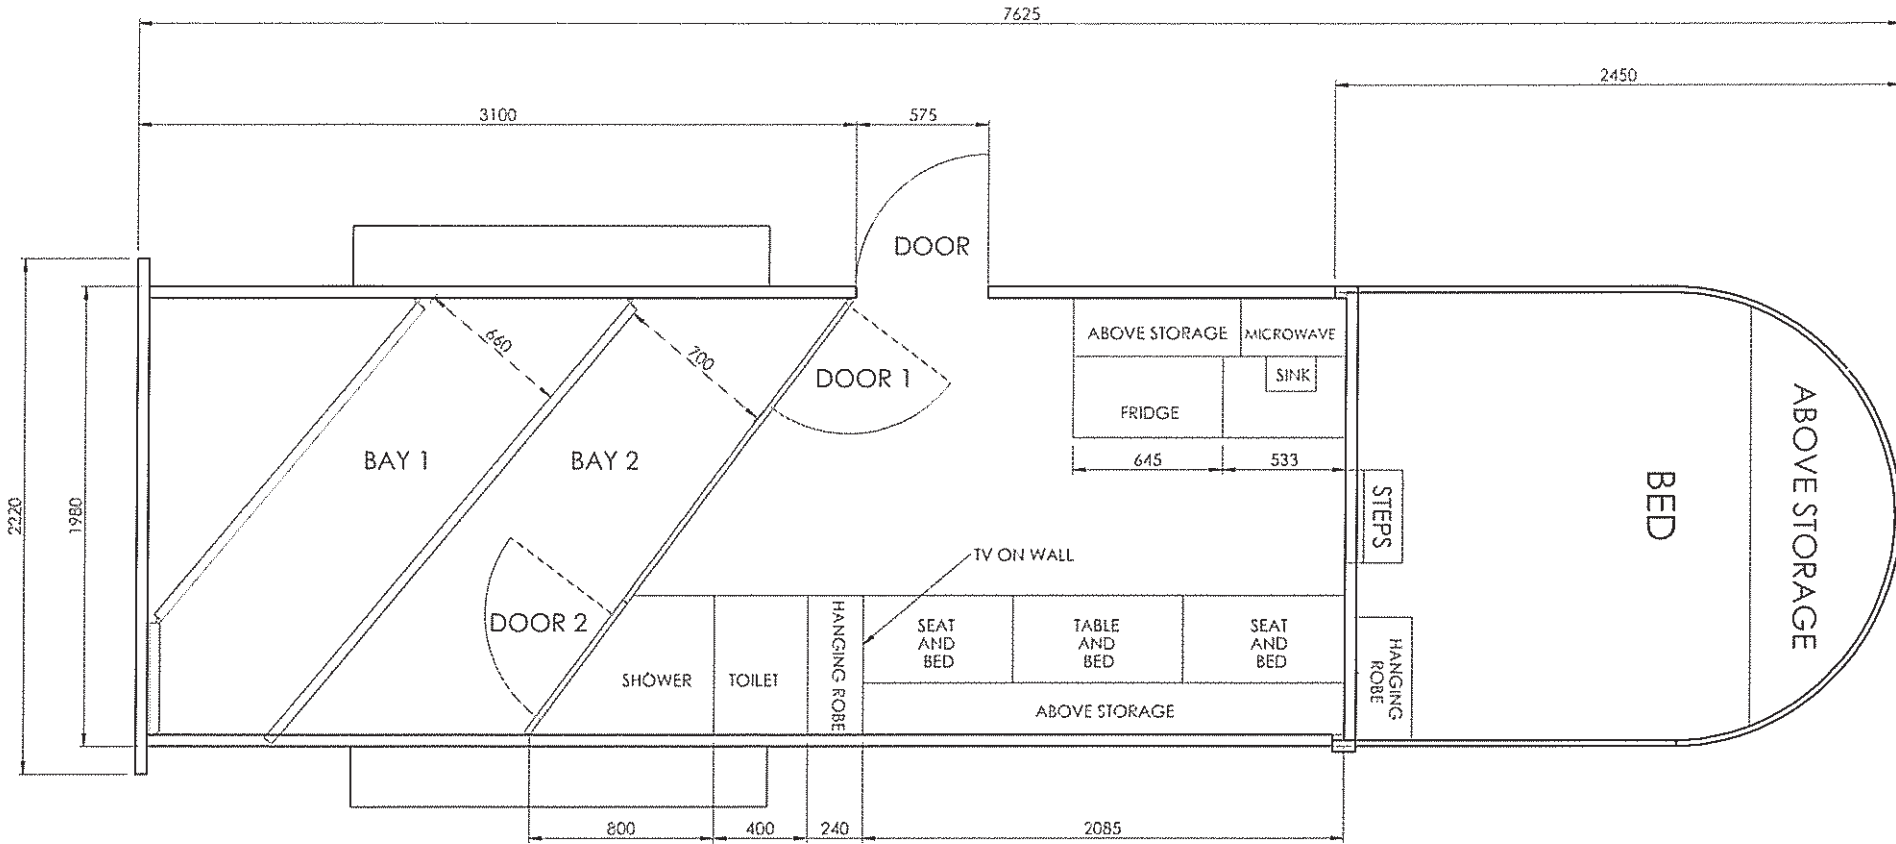 7625
2450
3100
575
DOOR
660
700
DOOR 1
ABOVE STORAGE
MICROWAVE
SINK
FRIDGE
BAY 1
BAY 2
645
533
2220
1980
STEPS
BED
ABOVE STORAGE
TV ON WALL
DOOR 2
SHOWER
TOILET
HANGING ROBE
SEAT
AND
BED
TABLE
AND
BED
SEAT
AND
BED
ABOVE STORAGE
HANGING
ROBE
800
400
240
2085